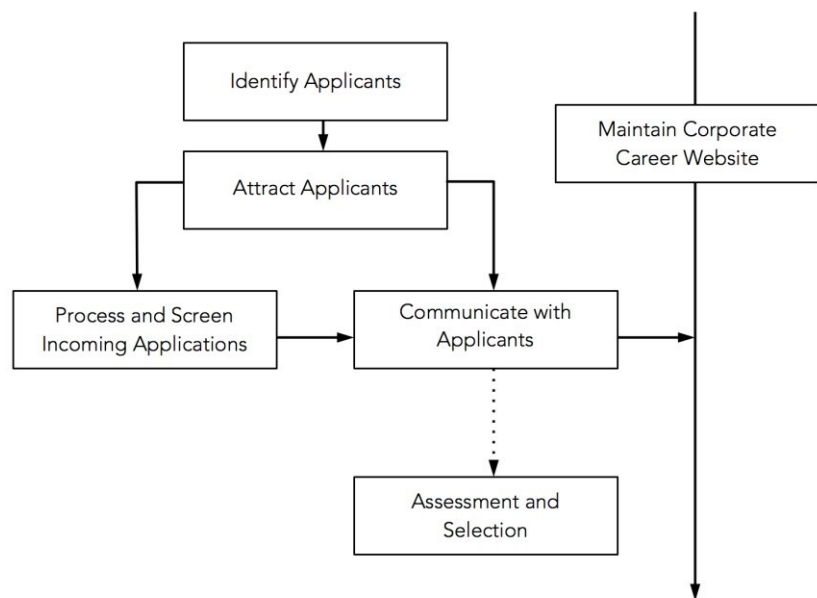 Identify Applicants
Maintain Corporate
Career Website
Attract Applicants
Process and Screen
Incoming Applications
Communicate with
Applicants
Assessment and
Selection